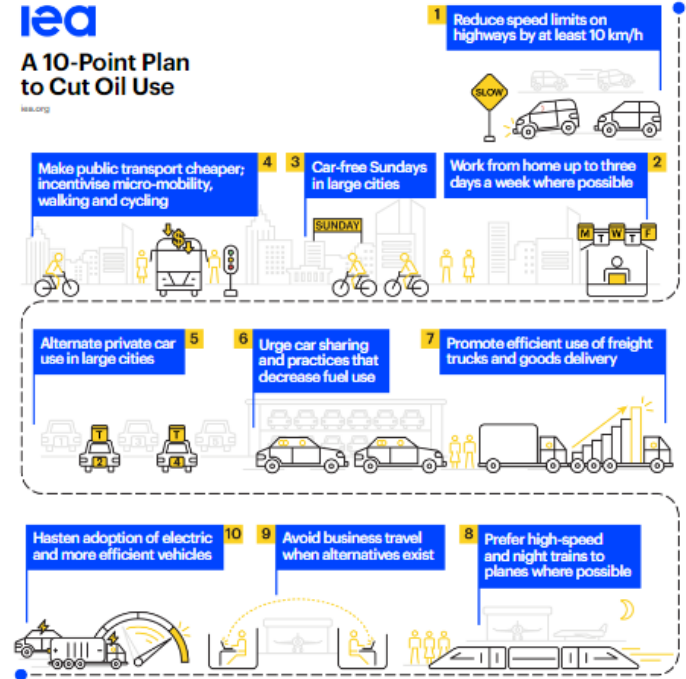 iea
A 10-Point Plan
to Cut Oil Use
iea.org
1
Reduce speed limits on
highways by at least 10 km/h
SLOW
2
Work from home up to three
days a week where possible
M T W T F
3
Car-free Sundays
in large cities
SUNDAY
4
Make public transport cheaper;
incentivise micro-mobility,
walking and cycling
$
5
Alternate private car
use in large cities
T
2
T
4
6
Urge car sharing
and practices that
decrease fuel use
7
Promote efficient use of freight
trucks and goods delivery
8
Prefer high-speed
and night trains to
planes where possible
9
Avoid business travel
when alternatives exist
10
Hasten adoption of electric
and more efficient vehicles